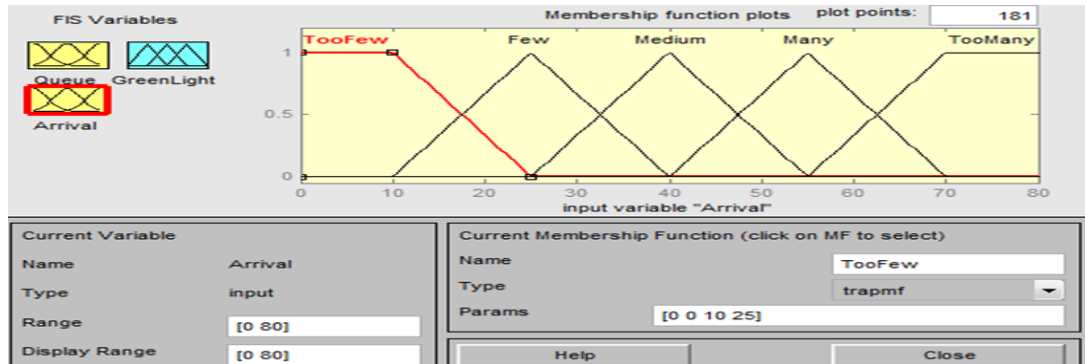 FIS Variables
Membership function plots
plot points:
181
TooFew
Few
Medium
Many
TooMany
Queue
GreenLight
Arrival
1
0.5
0
0
10
20
30
40
50
60
70
80
input variable "Arrival"
Current Variable
Name
Arrival
Type
input
Range
[0 80]
Display Range
[0 80]
Current Membership Function (click on MF to select)
Name
TooFew
Type
trapmf
Params
[0 0 10 25]
Help
Close